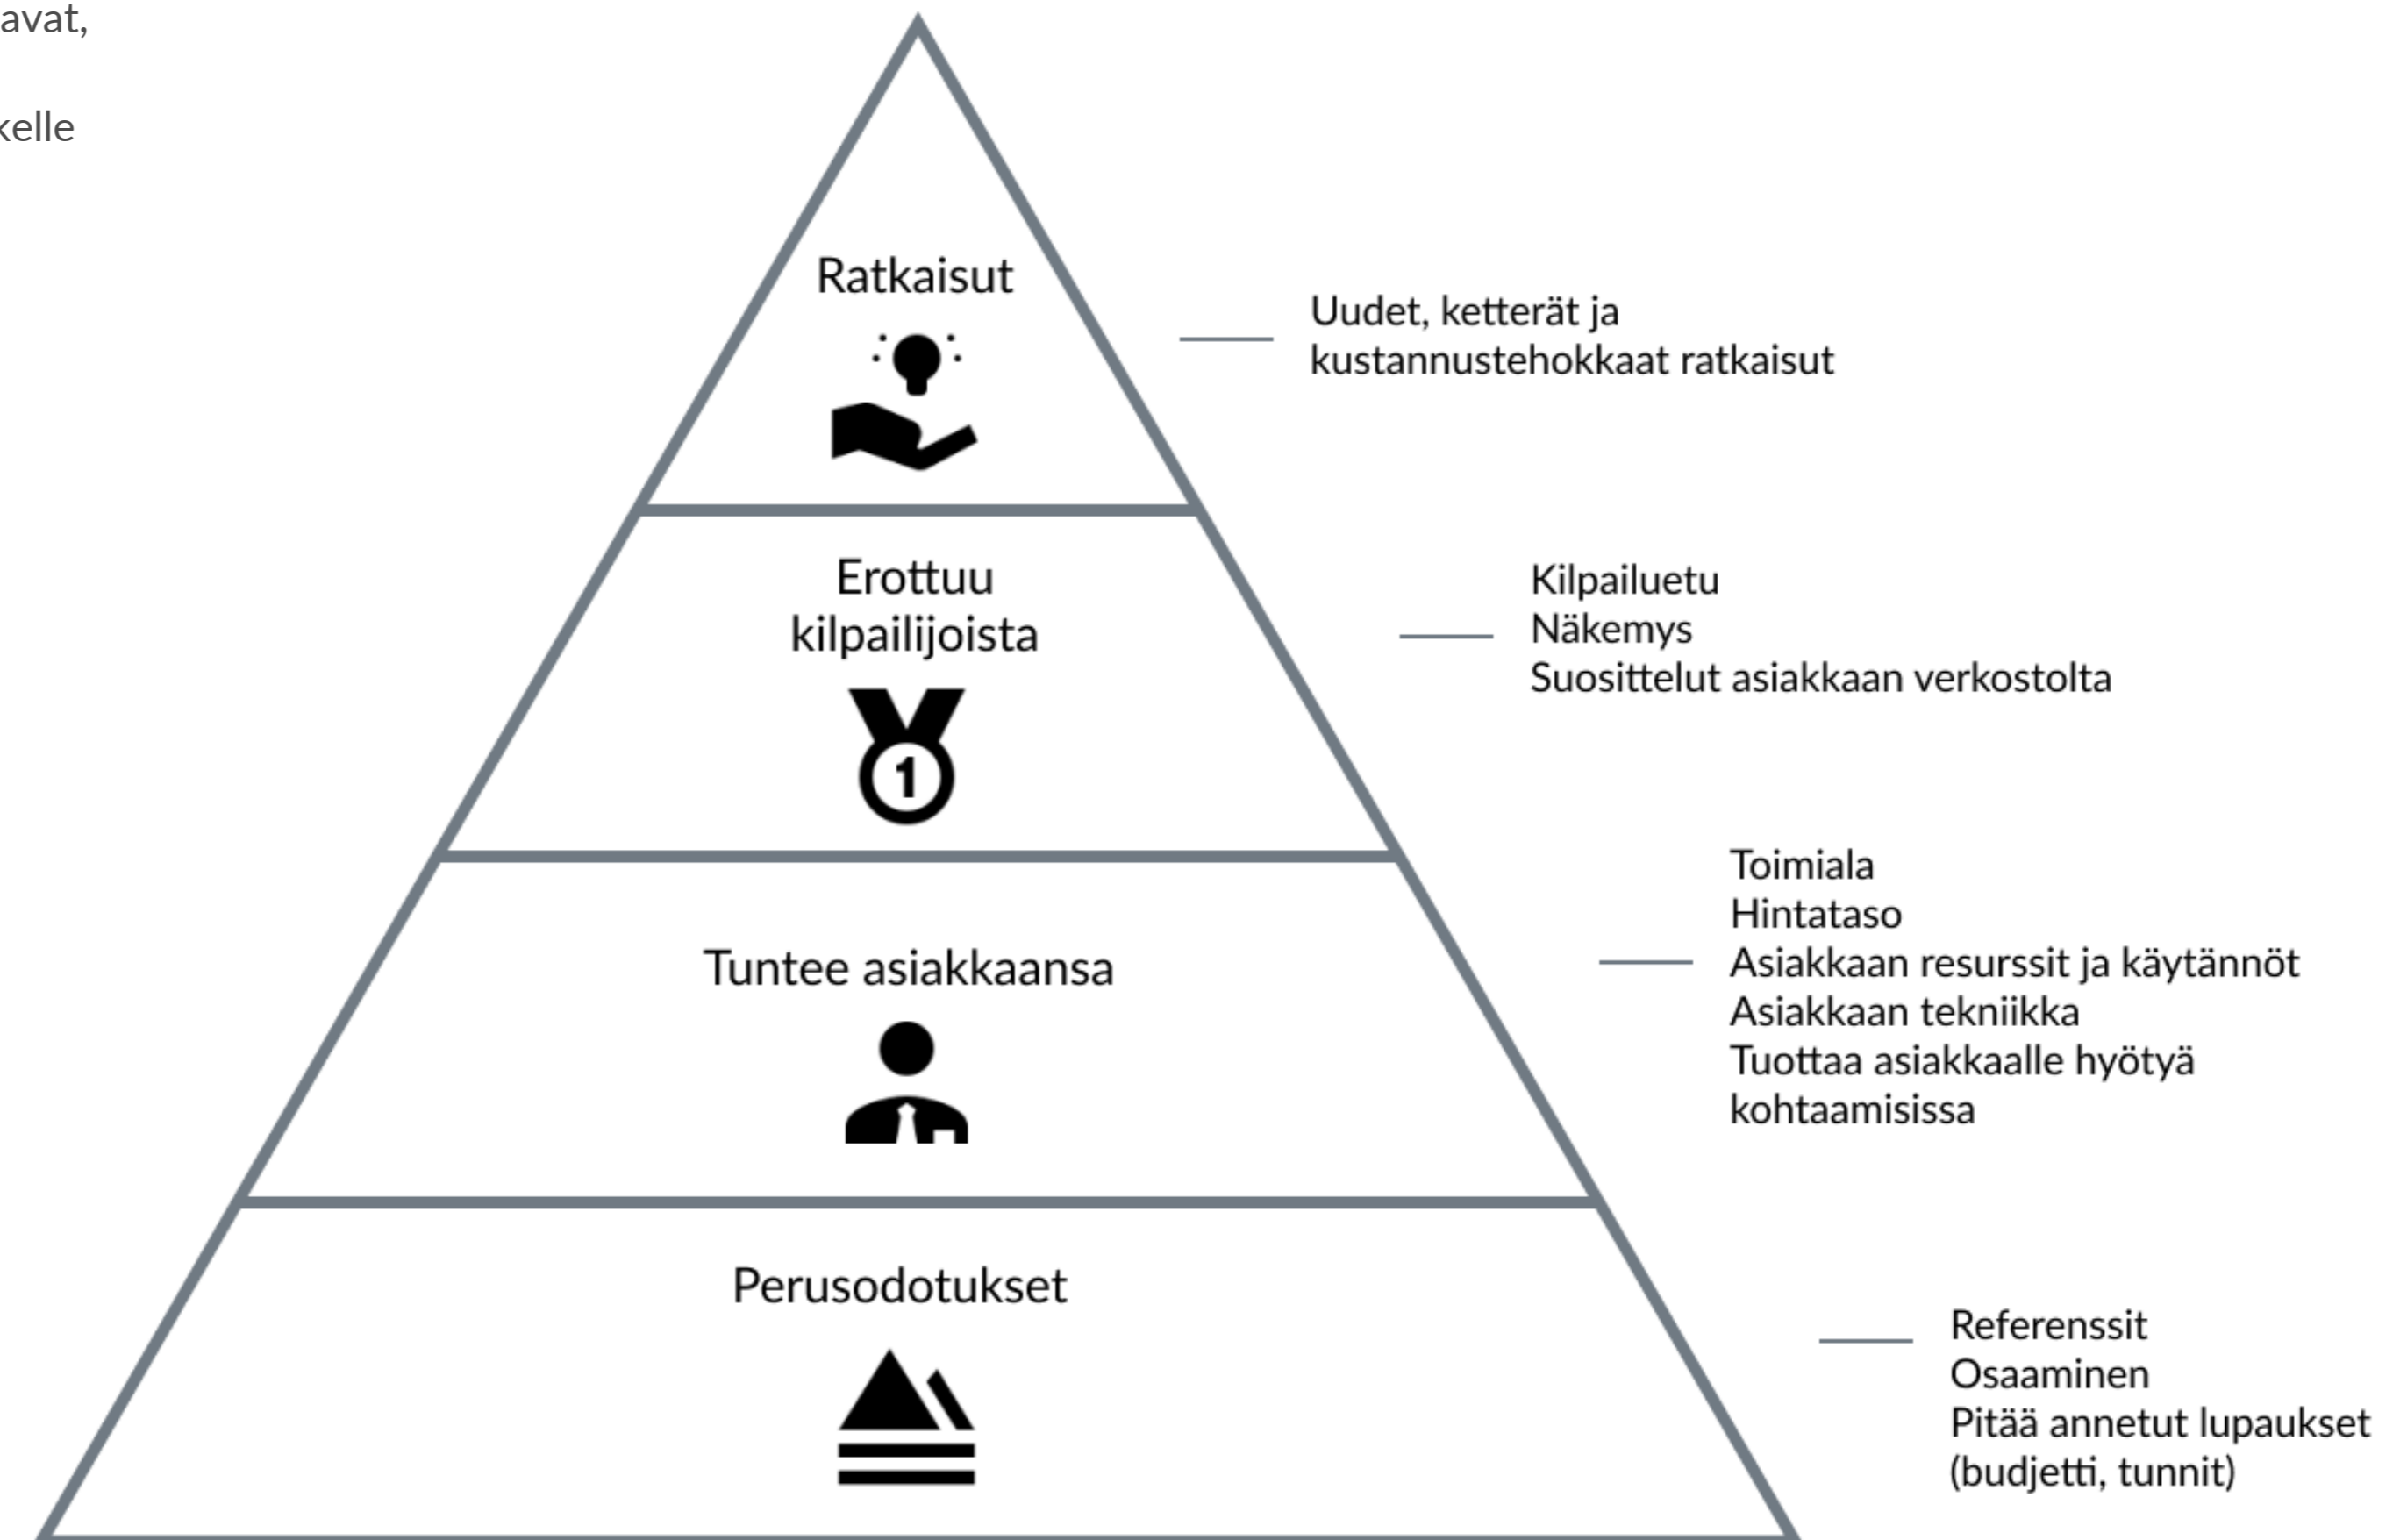 avat,
kelle
Ratkaisut
Uudet, ketterät ja
kustannustehokkaat ratkaisut
Erottuu
kilpailijoista
1
Kilpailuetu
Näkemys
Suosittelut asiakkaan verkostolta
Tuntee asiakkaansa
Toimiala
Hintataso
Asiakkaan resurssit ja käytännöt
Asiakkaan tekniikka
Tuottaa asiakkaalle hyötyä
kohtaamisissa
Perusodotukset
Referenssit
Osaaminen
Pitää annetut lupaukset
(budjetti, tunnit)